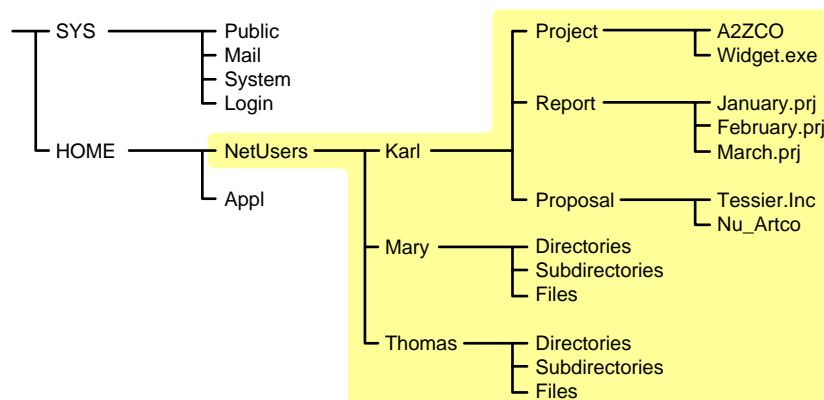 SYS Public Project A2ZCO
Mail Widget.exe
System
Login Report January.prj
February.prj
HOME NetUsers Karl March.prj
Appl Proposal Tessier.Inc
Nu_Artco
Mary Directories
Subdirectories
Files
Thomas Directories
Subdirectories
Files